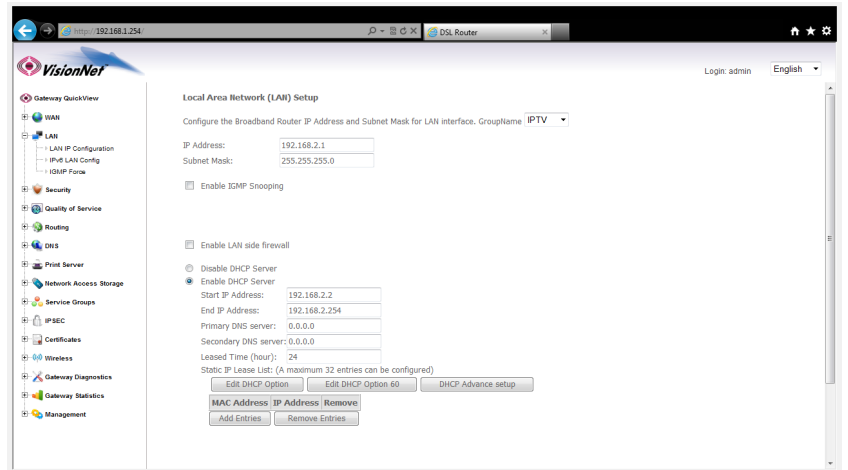 http://192.168.1.254/
DSL Router
VisionNet
Login: admin
English
Gateway QuickView
WAN
LAN
LAN IP Configuration
IPv6 LAN Config
IGMP Force
Security
Quality of Service
Routing
DNS
Print Server
Network Access Storage
Service Groups
IPSEC
Certificates
Wireless
Gateway Diagnostics
Gateway Statistics
Management
Local Area Network (LAN) Setup
Configure the Broadband Router IP Address and Subnet Mask for LAN interface. GroupName IPTV
IP Address: 192.168.2.1
Subnet Mask: 255.255.255.0
Enable IGMP Snooping
Enable LAN side firewall
Disable DHCP Server
Enable DHCP Server
Start IP Address: 192.168.2.2
End IP Address: 192.168.2.254
Primary DNS server: 0.0.0.0
Secondary DNS server: 0.0.0.0
Leased Time (hour): 24
Static IP Lease List: (A maximum 32 entries can be configured)
Edit DHCP Option Edit DHCP Option 60 DHCP Advance setup
MAC Address IP Address Remove
Add Entries Remove Entries